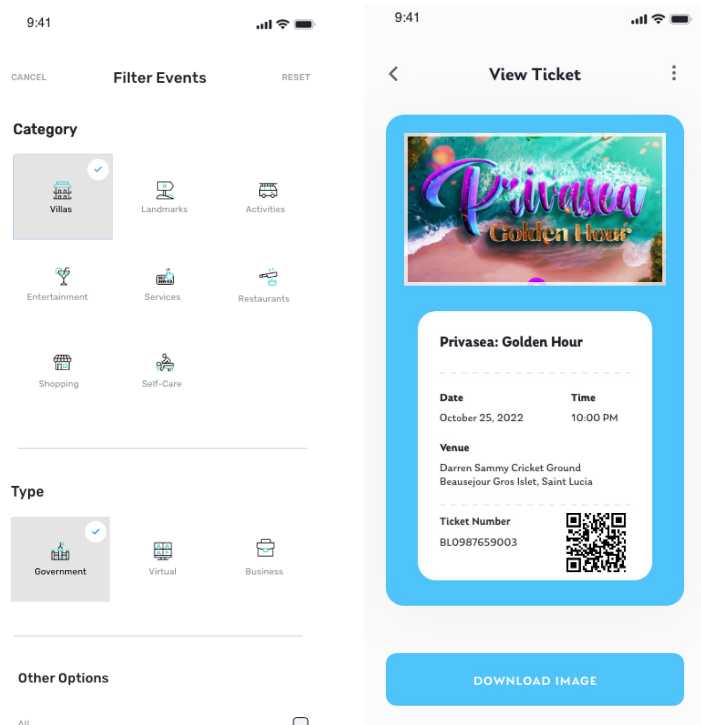 9:41
CANCEL
Filter Events
RESET
Category
Villas
Landmarks
Activities
Entertainment
Services
Restaurants
Shopping
Self-Care
Type
Government
Virtual
Business
Other Options
All
9:41
View Ticket
Privasea
Golden Hour
Privasea: Golden Hour
Date
Time
October 25, 2022
10:00 PM
Venue
Darren Sammy Cricket Ground
Beausejour Gros Islet, Saint Lucia
Ticket Number
BL0987659003
DOWNLOAD IMAGE